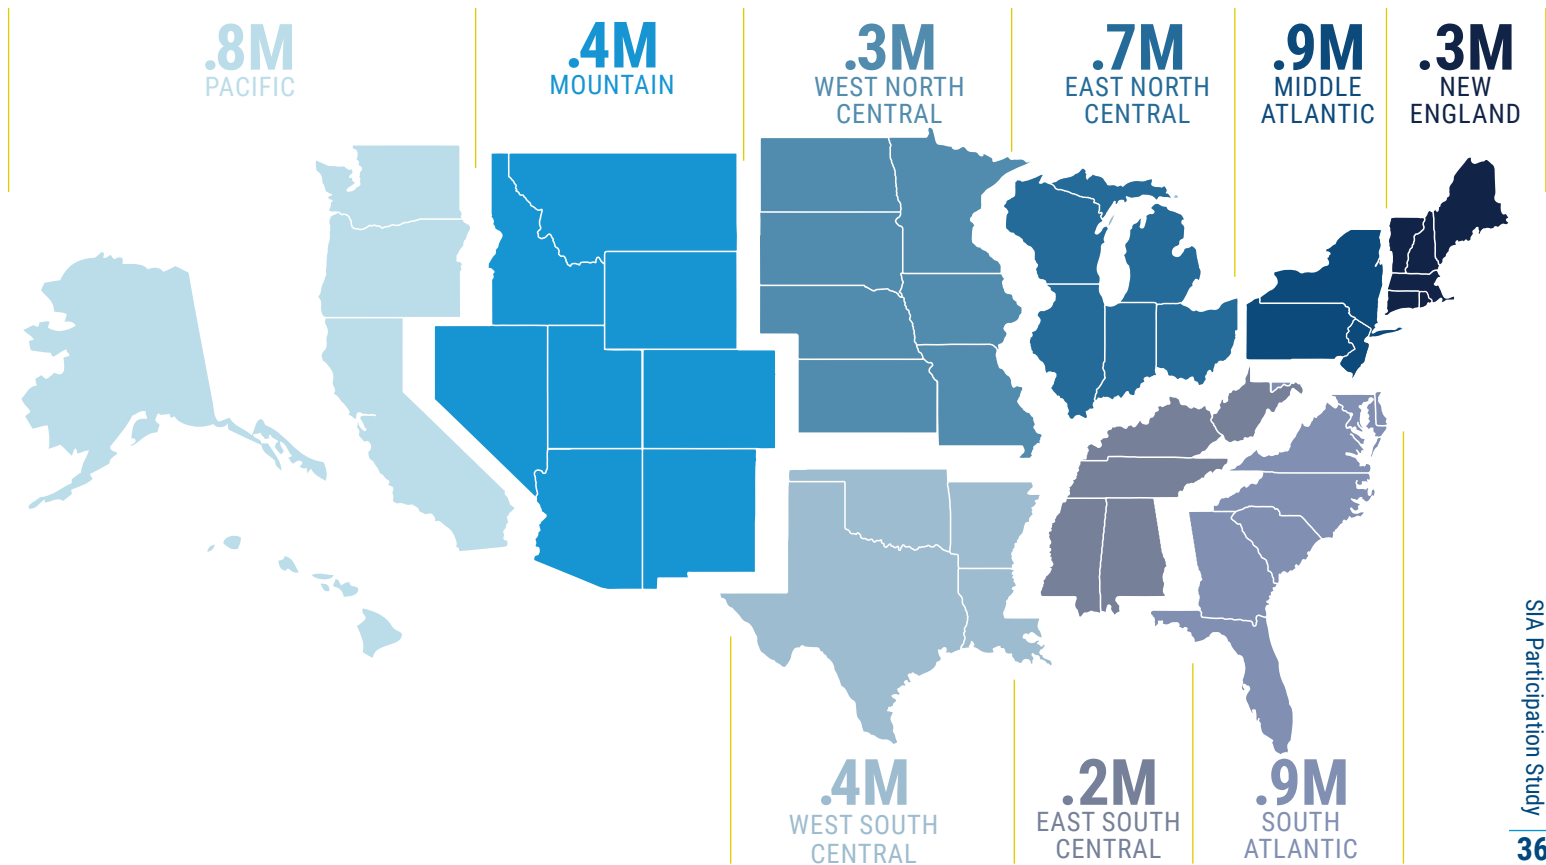 .8M
PACIFIC
.4M
MOUNTAIN
.3M
WEST NORTH
CENTRAL
.7M
EAST NORTH
CENTRAL
.9M
MIDDLE
ATLANTIC
.3M
NEW
ENGLAND
.4M
WEST SOUTH
CENTRAL
.2M
EAST SOUTH
CENTRAL
.9M
SOUTH
ATLANTIC
SIA Participation Study
36